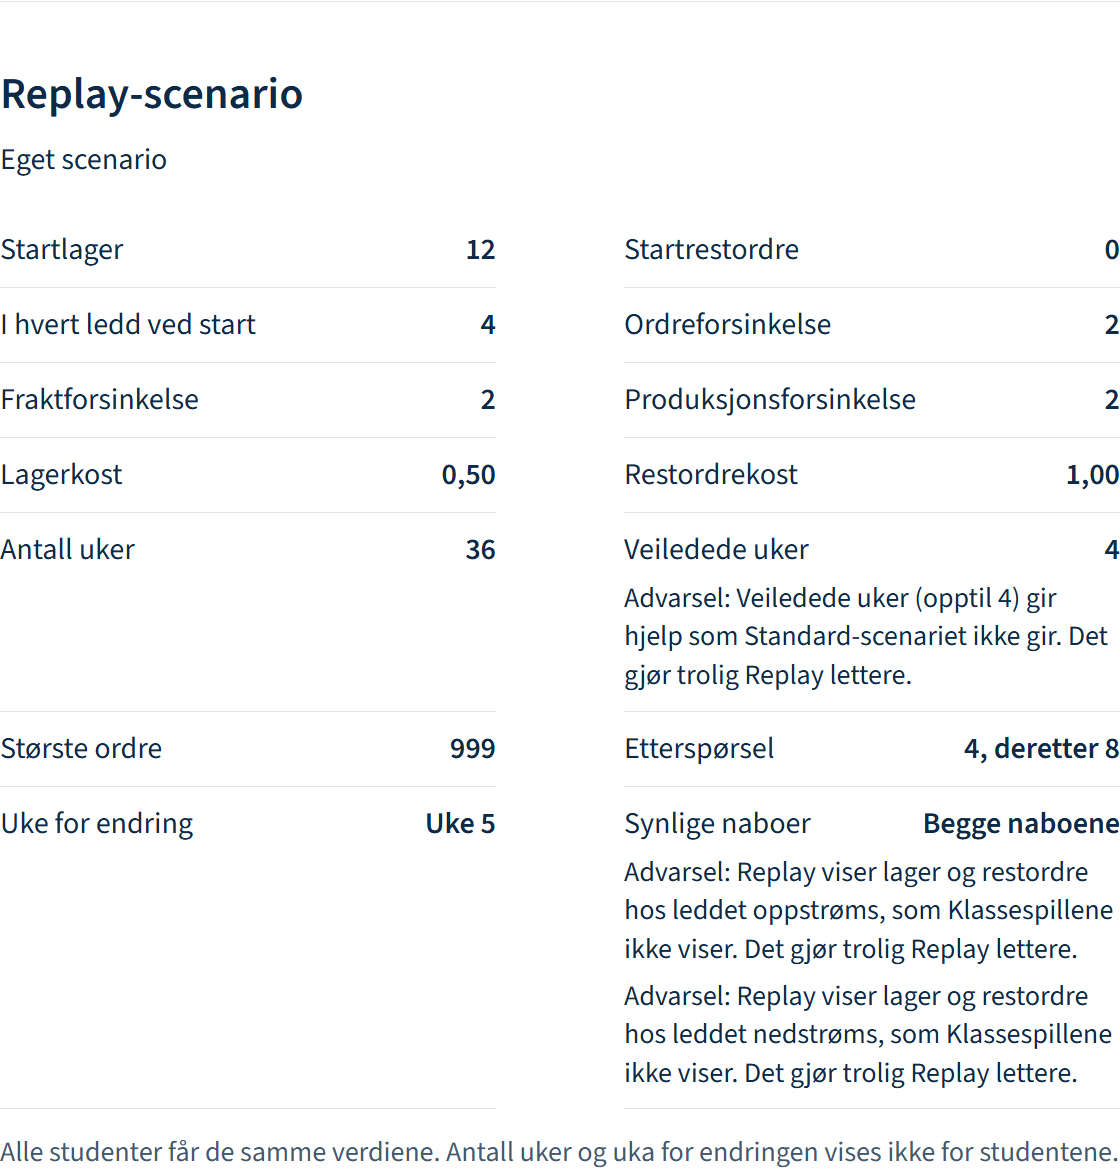 Replay-scenario
Eget scenario
Startlager 12
Startrestordre 0
I hvert ledd ved start 4
Ordreforsinkelse 2
Fraktforsinkelse 2
Produksjonsforsinkelse 2
Lagerkost 0,50
Restordrekost 1,00
Antall uker 36
Veiledede uker 4
Advarsel: Veiledede uker (opptil 4) gir
hjelp som Standard-scenariet ikke gir. Det
gjør trolig Replay lettere.
Største ordre 999
Etterspørsel 4, deretter 8
Uke for endring Uke 5
Synlige naboer Begge naboene
Advarsel: Replay viser lager og restordre
hos leddet oppstrøms, som Klassespillene
ikke viser. Det gjør trolig Replay lettere.
Advarsel: Replay viser lager og restordre
hos leddet nedstrøms, som Klassespillene
ikke viser. Det gjør trolig Replay lettere.
Alle studenter får de samme verdiene. Antall uker og uka for endringen vises ikke for studentene.